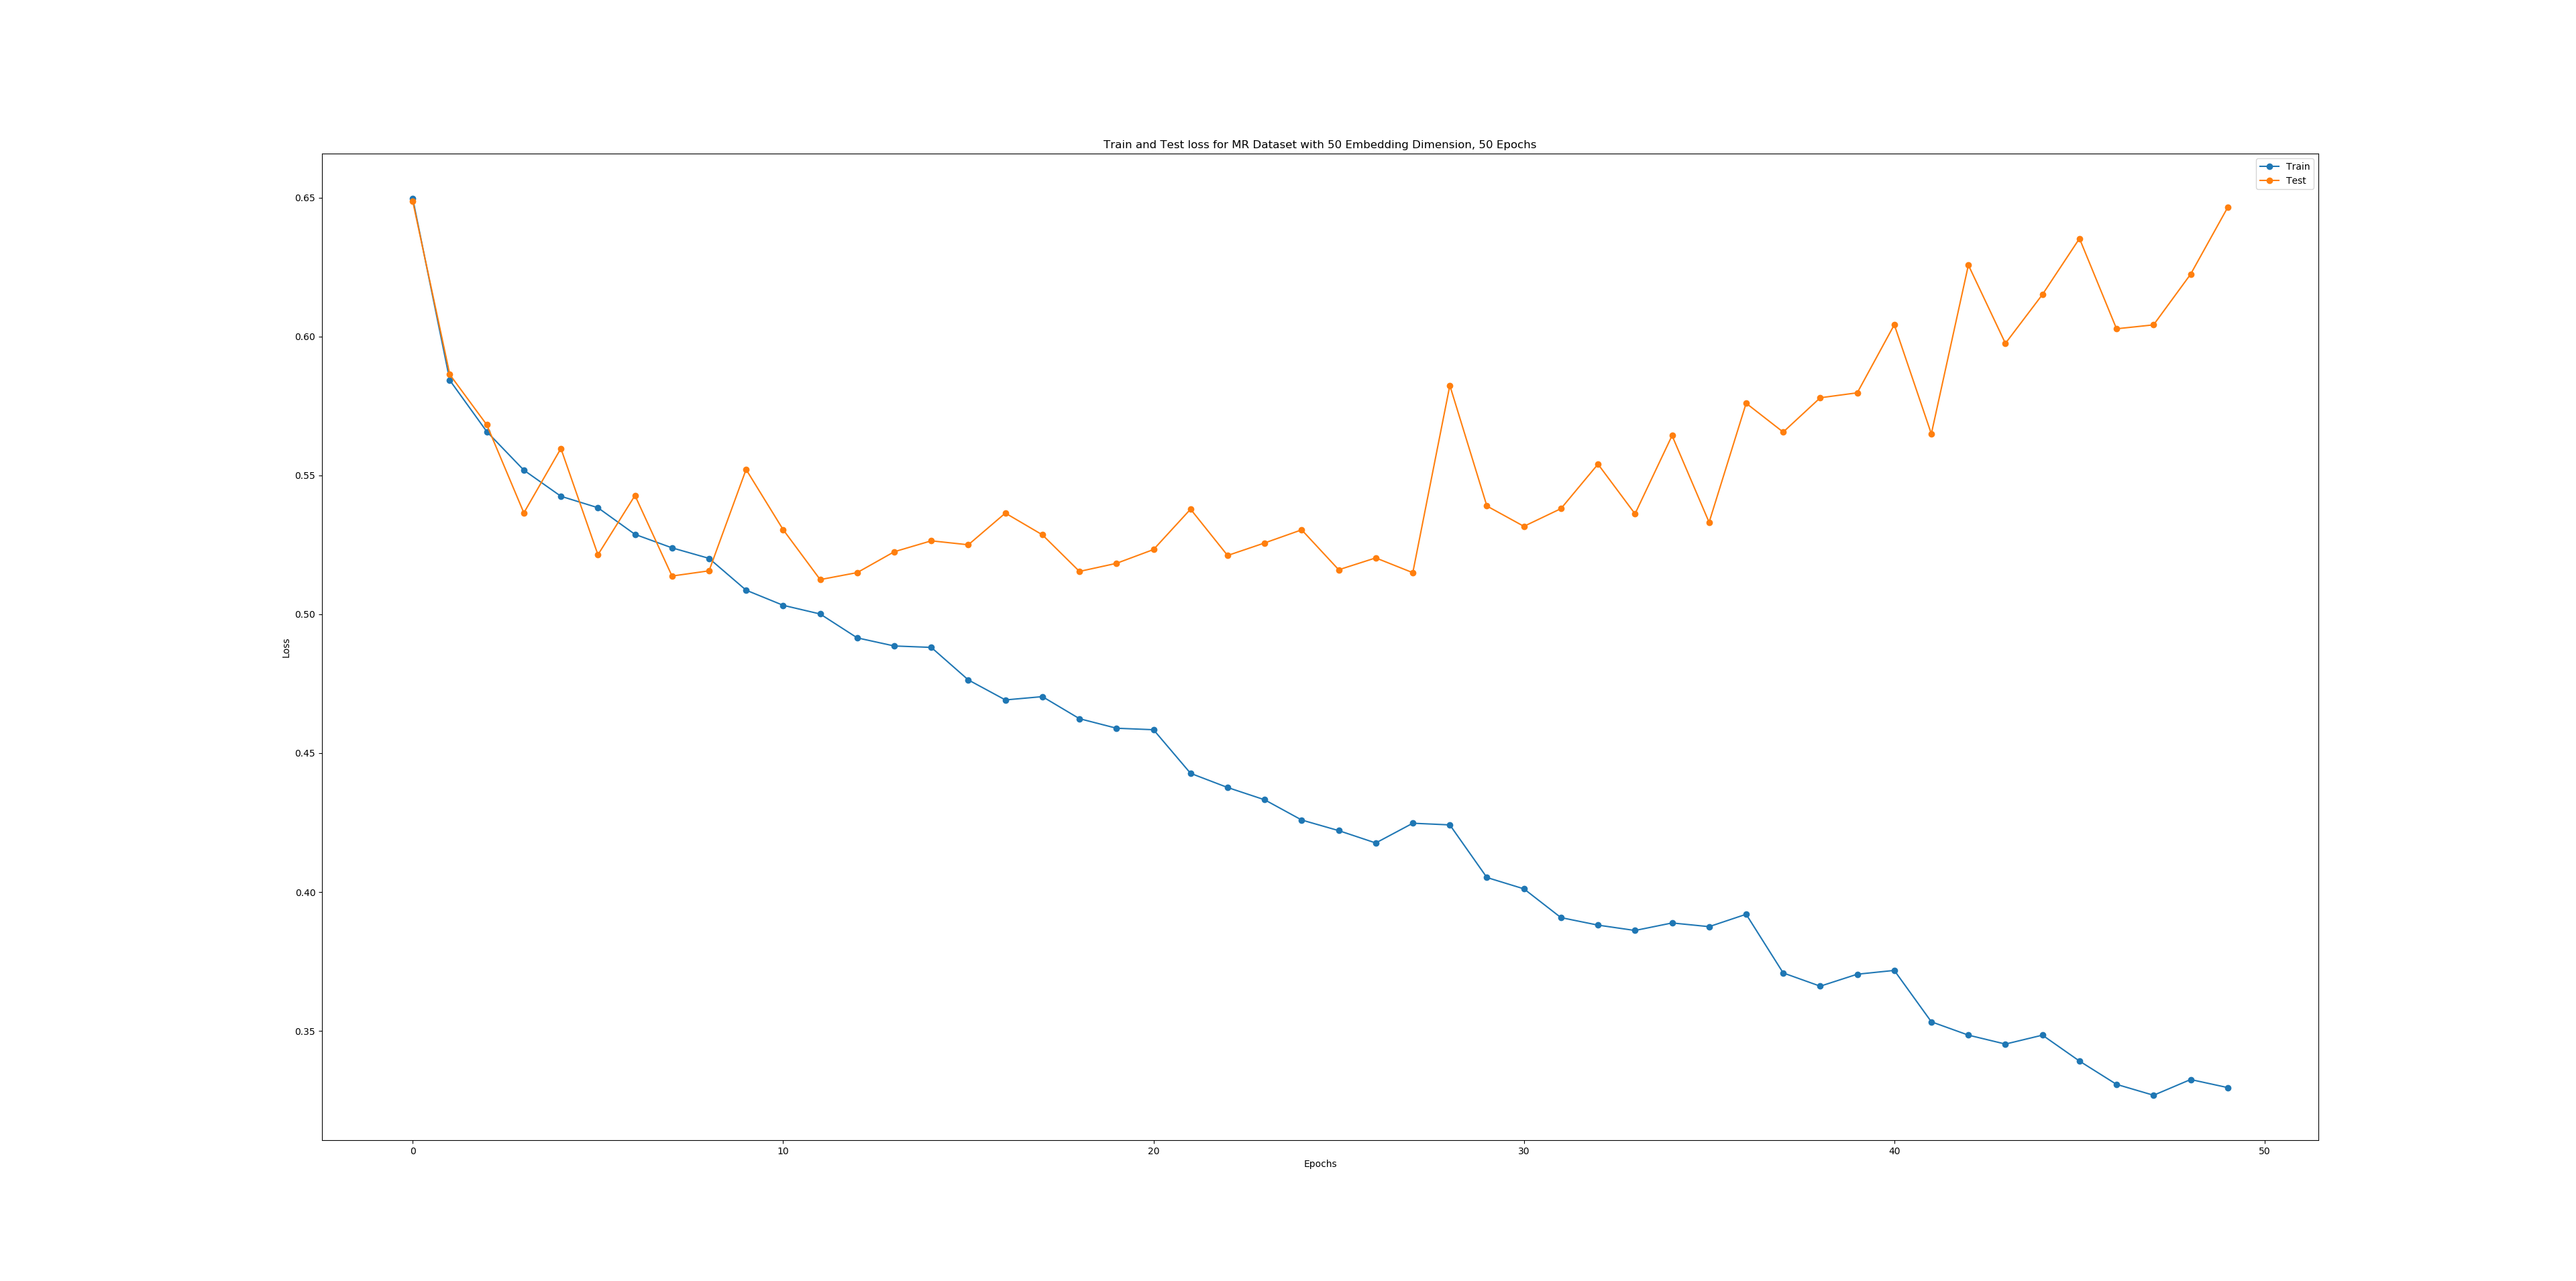 Train and Test loss for MR Dataset with 50 Embedding Dimension, 50 Epochs
Train
Test
0.65
0.60
0.55
0.50
0.45
0.40
0.35
Loss
0 10 20 30 40 50
Epochs